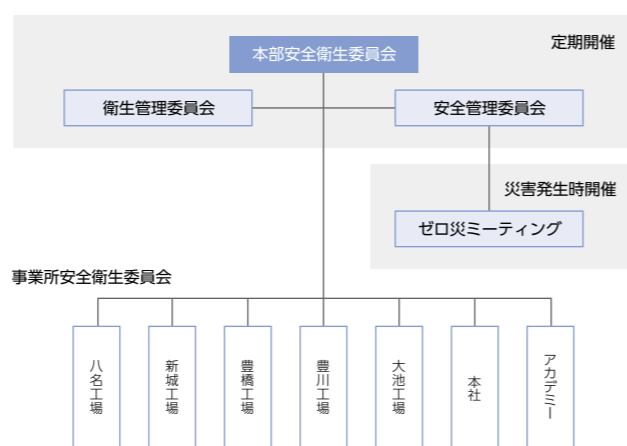 定期開催
本部安全衛生委員会
衛生管理委員会
安全管理委員会
災害発生時開催
ゼロ災ミーティング
事業所安全衛生委員会
八名工場
新城工場
豊橋工場
豊川工場
大池工場
本社
アカデミー